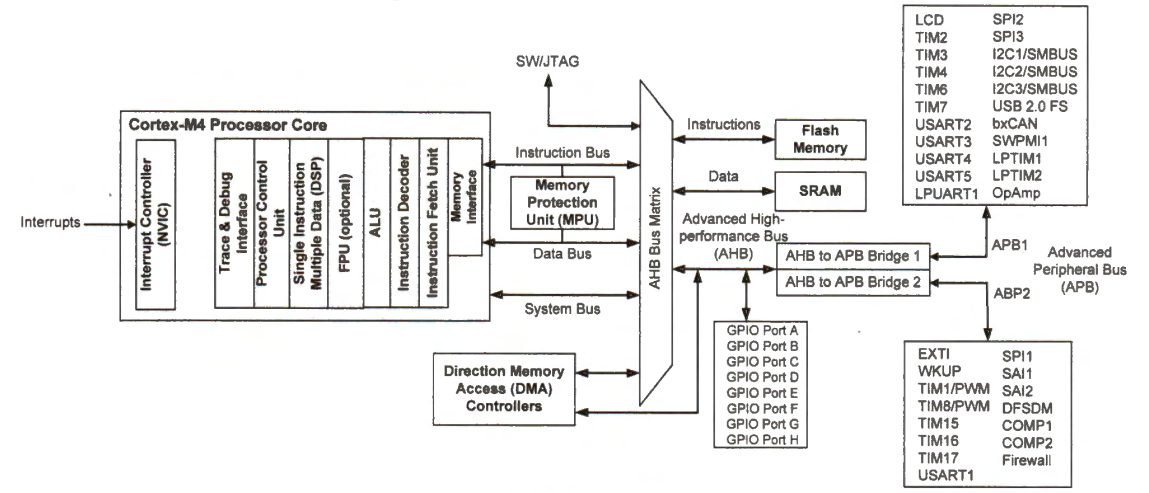 SW/JTAG
Cortex-M4 Processor Core
Interrupts
Interrupt Controller
(NVIC)
Trace & Debug
Interface
Processor Control
Unit
Single Instruction
Multiple Data (DSP)
FPU (optional)
ALU
Instruction Decoder
Instruction Fetch Unit
Memory
Interface
Instruction Bus
Memory
Protection
Unit (MPU)
Data Bus
System Bus
Direction Memory
Access (DMA)
Controllers
AHB Bus Matrix
Instructions
Flash
Memory
Data
SRAM
Advanced High-
performance Bus
(AHB)
AHB to APB Bridge 1
AHB to APB Bridge 2
GPIO Port A
GPIO Port B
GPIO Port C
GPIO Port D
GPIO Port E
GPIO Port F
GPIO Port G
GPIO Port H
LCD
TIM2
TIM3
TIM4
TIM6
TIM7
USART2
USART3
USART4
USART5
LPUART1
SPI2
SPI3
I2C1/SMBUS
I2C2/SMBUS
I2C3/SMBUS
USB 2.0 FS
bxCAN
SWPMI1
LPTIM1
LPTIM2
OpAmp
APB1
Advanced
Peripheral Bus
(APB)
ABP2
EXTI
WKUP
TIM1/PWM
TIM8/PWM
TIM15
TIM16
TIM17
USART1
SPI1
SAI1
SAI2
DFSDM
COMP1
COMP2
Firewall